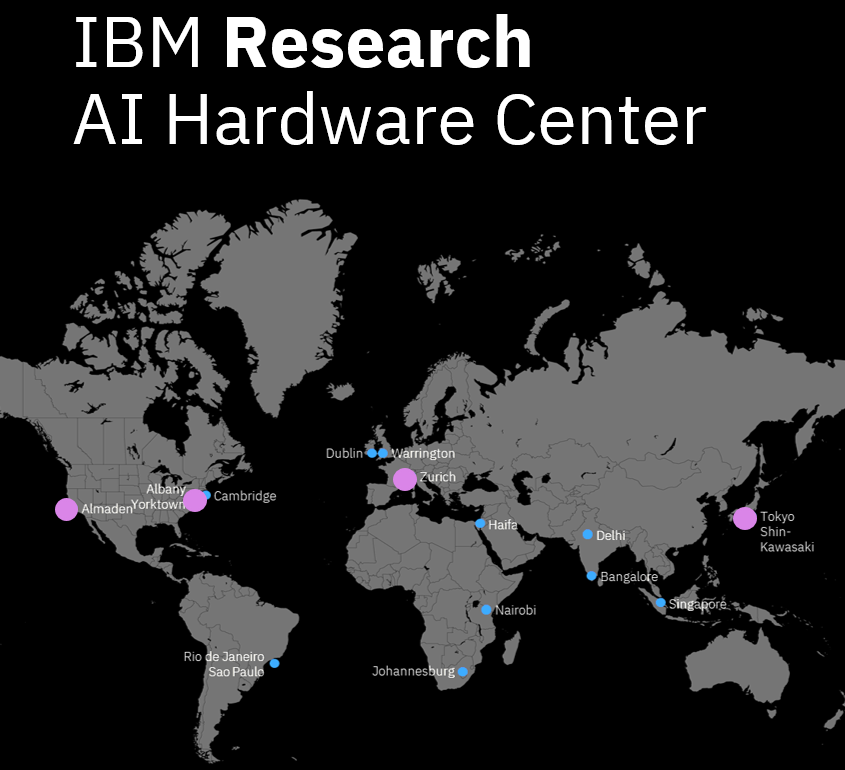 IBM Research
AI Hardware Center
Dublin
Warrington
Zurich
Albany
Yorktown
Cambridge
Almaden
Tokyo
Shin-
Kawasaki
Haifa
Delhi
Bangalore
Singapore
Nairobi
Rio de Janeiro
Sao Paulo
Johannesburg